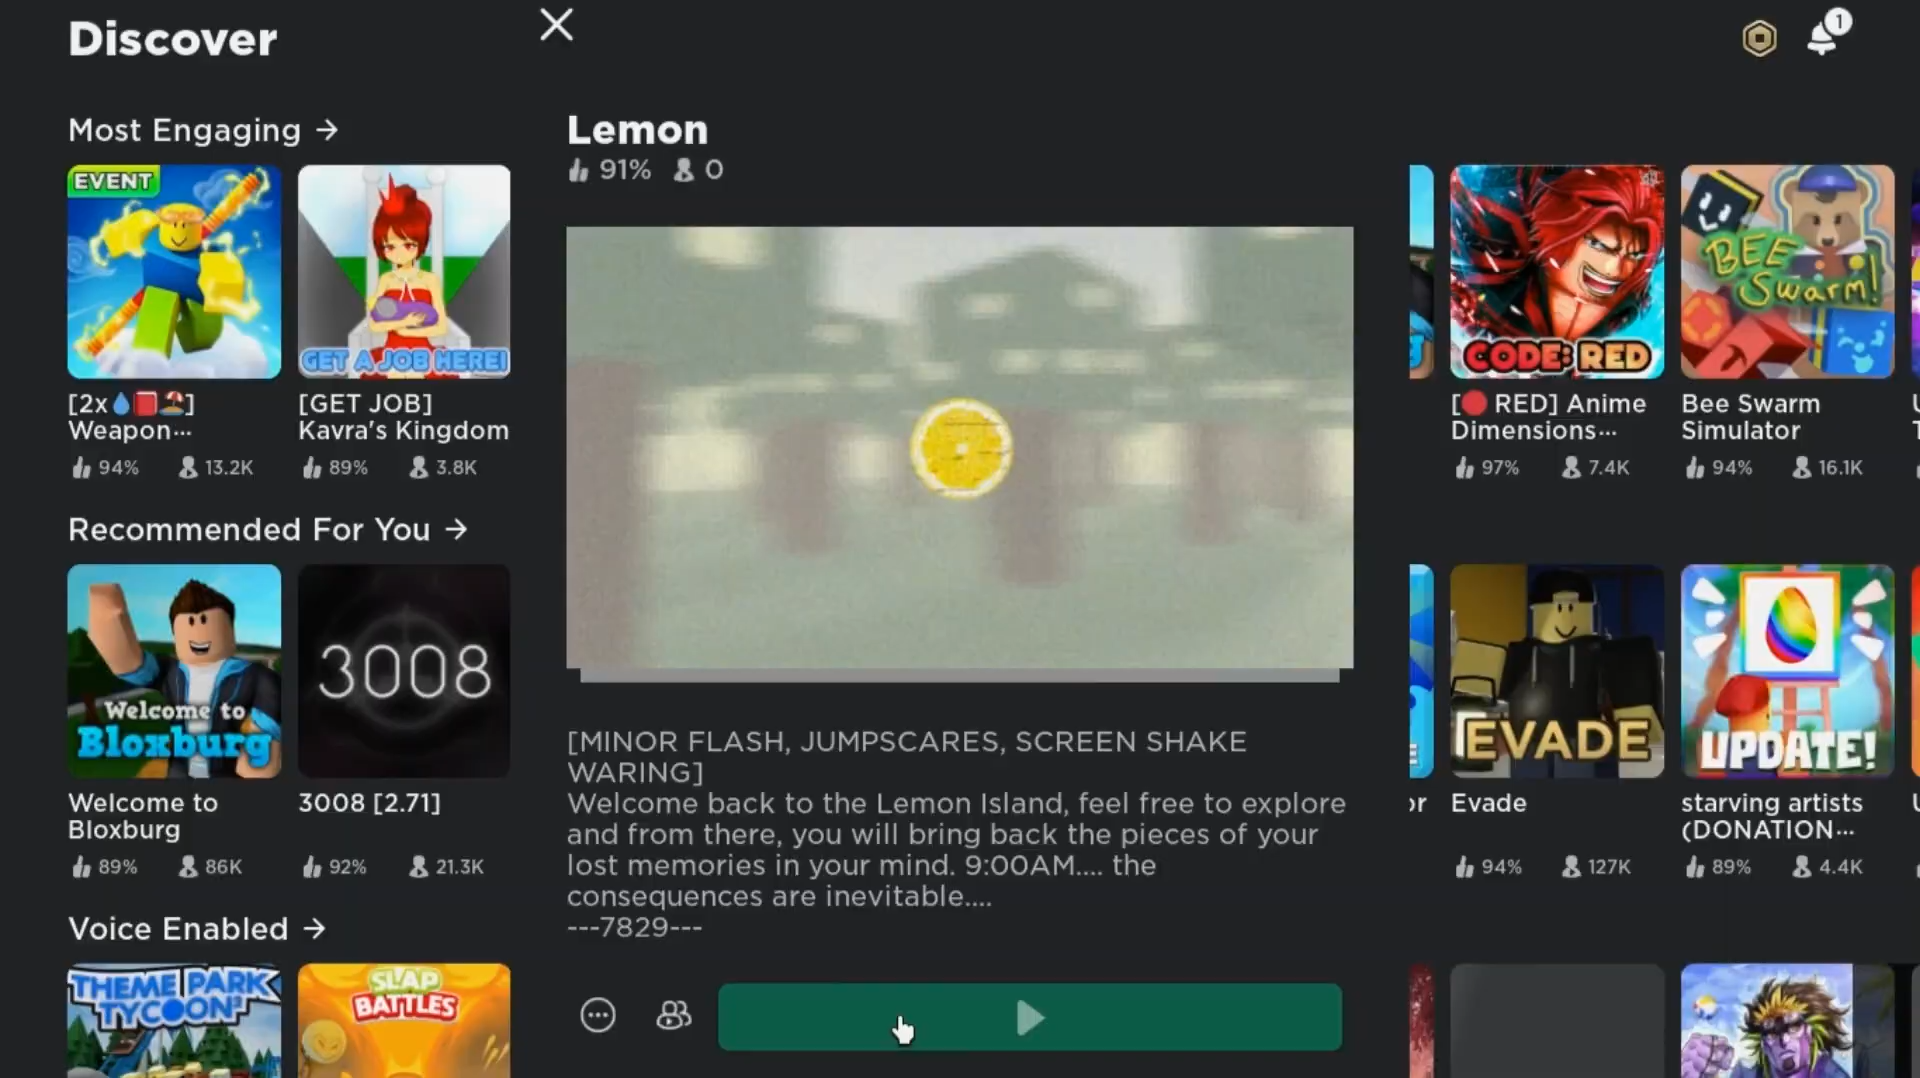 Discover
1
Most Engaging →
EVENT
GET A JOB HERE!
[2x💧🟥🏖️]
Weapon...
94% 13.2K
[GET JOB]
Kavra's Kingdom
89% 3.8K
Recommended For You →
Welcome to
Bloxburg
3008
Welcome to
Bloxburg
89% 86K
3008 [2.71]
92% 21.3K
Voice Enabled →
THEME PARK
TYCOON 2
SLAP
BATTLES
Lemon
91% 0
[MINOR FLASH, JUMPSCARES, SCREEN SHAKE
WARING]
Welcome back to the Lemon Island, feel free to explore
and from there, you will bring back the pieces of your
lost memories in your mind. 9:00AM.... the
consequences are inevitable....
---7829---
CODE: RED
BEE
Swarm!
[🔴 RED] Anime
Dimensions...
97% 7.4K
Bee Swarm
Simulator
94% 16.1K
EVADE
UPDATE!
or
Evade
94% 127K
starving artists
(DONATION...
89% 4.4K